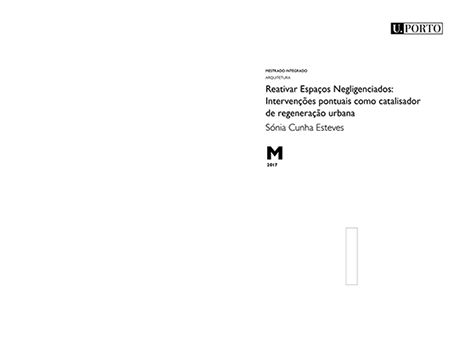 U. PORTO
MESTRADO INTEGRADO
ARQUITETURA
Reativar Espaços Negligenciados:
Intervenções pontuais como catalisador
de regeneração urbana
Sónia Cunha Esteves
M
2017